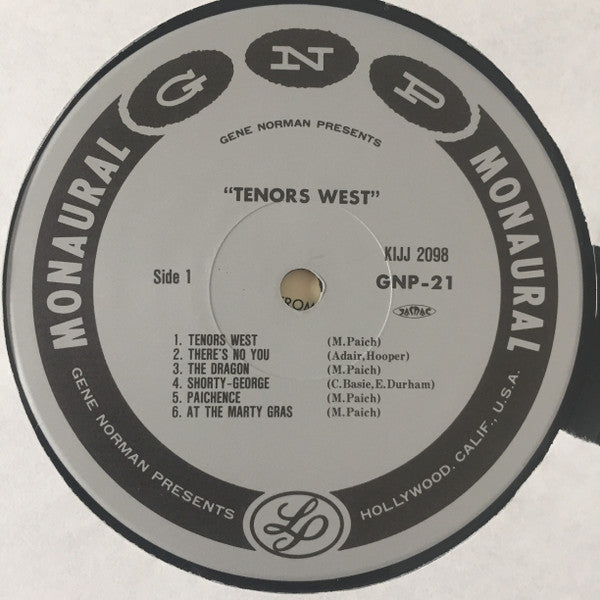 G N P
GENE NORMAN PRESENTS
MONAURAL
MONAURAL
"TENORS WEST"
KIJJ 2098
Side 1
GNP-21
JASRAC
1. TENORS WEST (M.Paich)
2. THERE'S NO YOU (Adair,Hooper)
3. THE DRAGON (M.Paich)
4. SHORTY-GEORGE (C.Basie,E.Durham)
5. PAICHENCE (M.Paich)
6. AT THE MARTY GRAS (M.Paich)
GENE NORMAN PRESENTS
HOLLYWOOD. CALIF., U.S.A.
LP